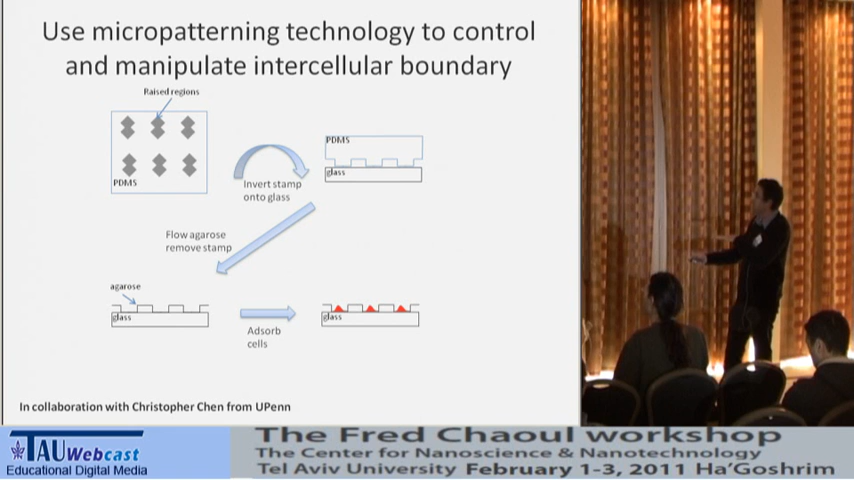 Use micropatterning technology to control
and manipulate intercellular boundary
Raised regions
PDMS
Invert stamp
onto glass
PDMS
glass
Flow agarose
remove stamp
agarose
glass
Adsorb
cells
glass
In collaboration with Christopher Chen from UPenn
TAU Webcast
Educational Digital Media
The Fred Chaoul workshop
The Center for Nanoscience & Nanotechnology
Tel Aviv University February 1-3, 2011 Ha'Goshrim